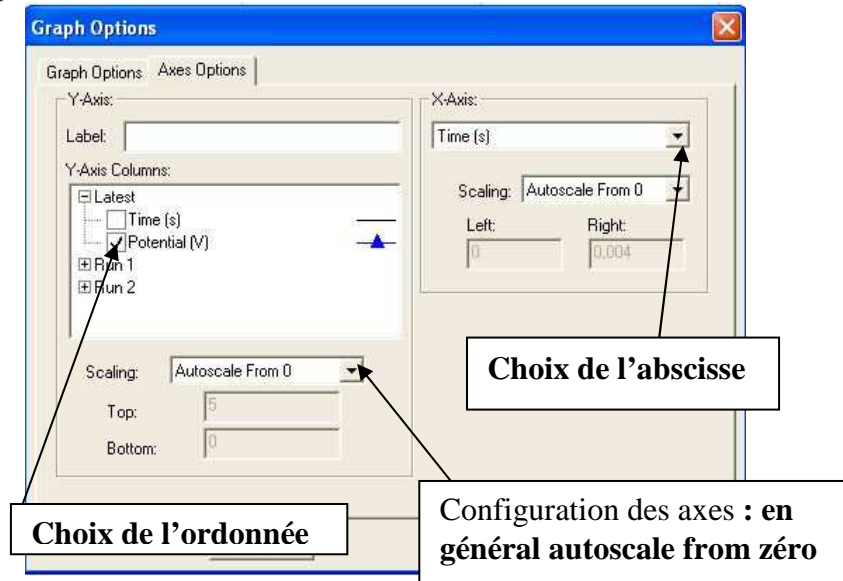 Graph Options
Graph Options Axes Options
Y-Axis:
Label:
Y-Axis Columns:
Latest
Time (s)
Potential (V)
Run 1
Run 2
Scaling: Autoscale From 0
Top: 5
Bottom: 0
X-Axis:
Time (s)
Scaling: Autoscale From 0
Left: Right:
0 0,004
Choix de l’abscisse
Choix de l’ordonnée
Configuration des axes : en
général autoscale from zéro